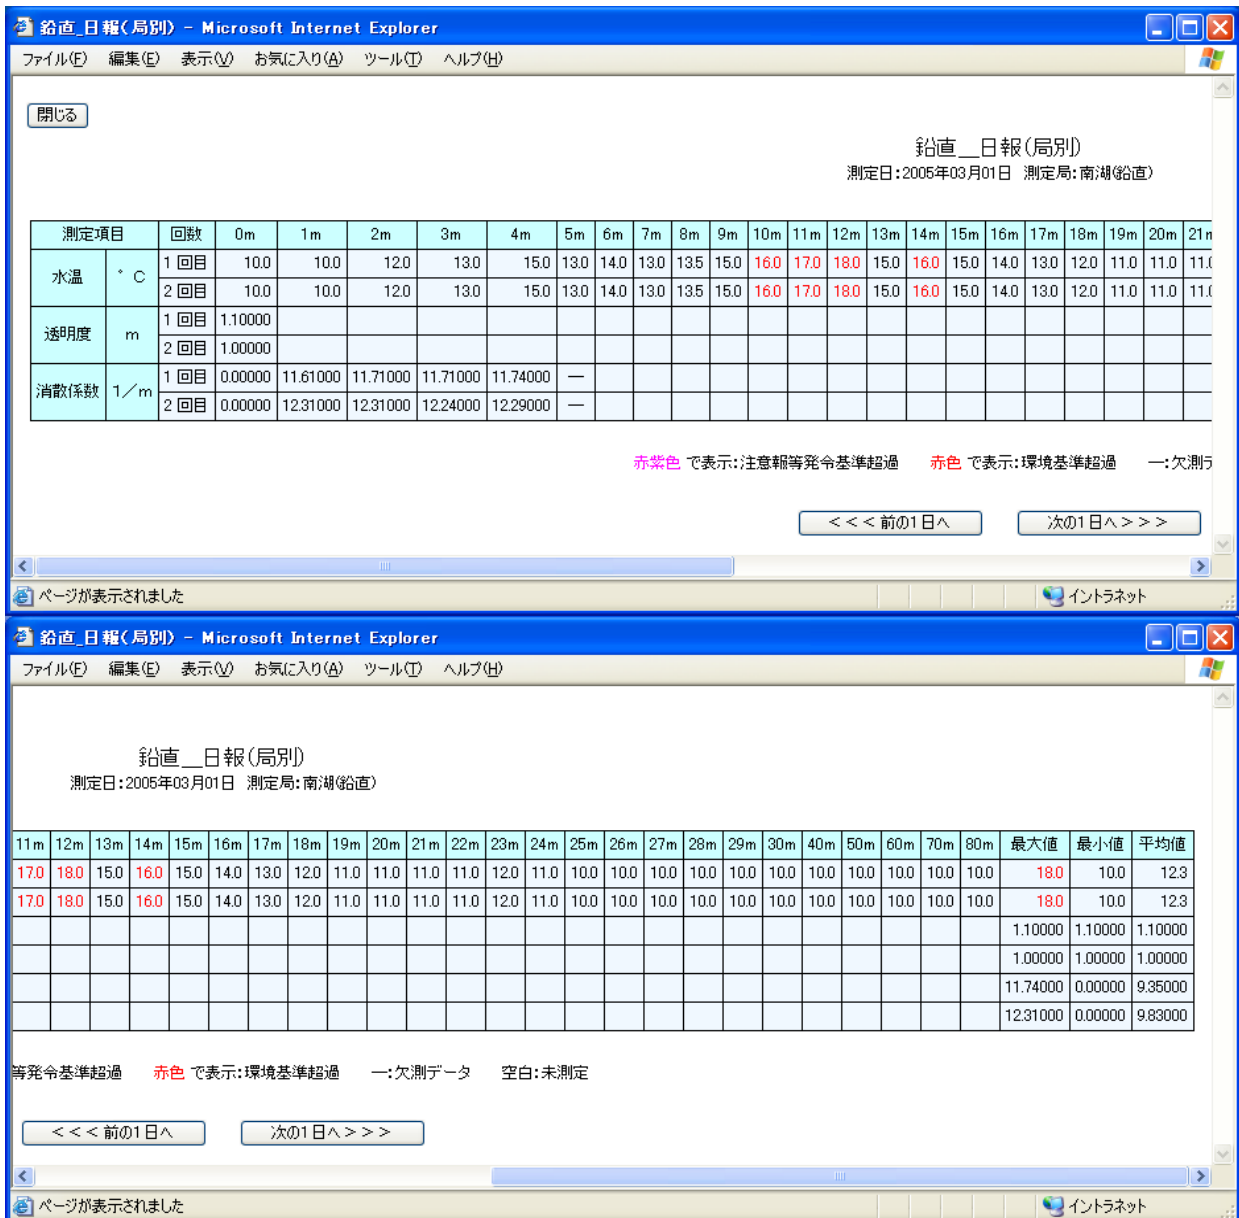 鉛直_日報(局別) - Microsoft Internet Explorer
ファイル(F) 編集(E) 表示(V) お気に入り(A) ツール(T) ヘルプ(H)
閉じる
鉛直__日報(局別)
測定日:2005年03月01日 測定局:南湖(鉛直)
測定項目 回数 0m 1m 2m 3m 4m 5m 6m 7m 8m 9m 10m 11m 12m 13m 14m 15m 16m 17m 18m 19m 20m 21m
水温 ゜C 1回目 10.0 10.0 12.0 13.0 15.0 13.0 14.0 13.0 13.5 15.0 16.0 17.0 18.0 15.0 16.0 15.0 14.0 13.0 12.0 11.0 11.0 11.0
2回目 10.0 10.0 12.0 13.0 15.0 13.0 14.0 13.0 13.5 15.0 16.0 17.0 18.0 15.0 16.0 15.0 14.0 13.0 12.0 11.0 11.0 11.0
透明度 m 1回目 1.10000
2回目 1.00000
消散係数 1/m 1回目 0.00000 11.61000 11.71000 11.71000 11.74000 ―
2回目 0.00000 12.31000 12.31000 12.24000 12.29000 ―
赤紫色 で表示:注意報等発令基準超過 赤色 で表示:環境基準超過 ―:欠測デ
<<<前の1日へ 次の1日へ>>>
ページが表示されました イントラネット
鉛直_日報(局別) - Microsoft Internet Explorer
ファイル(F) 編集(E) 表示(V) お気に入り(A) ツール(T) ヘルプ(H)
鉛直__日報(局別)
測定日:2005年03月01日 測定局:南湖(鉛直)
11m 12m 13m 14m 15m 16m 17m 18m 19m 20m 21m 22m 23m 24m 25m 26m 27m 28m 29m 30m 40m 50m 60m 70m 80m 最大値 最小値 平均値
17.0 18.0 15.0 16.0 15.0 14.0 13.0 12.0 11.0 11.0 11.0 11.0 12.0 11.0 10.0 10.0 10.0 10.0 10.0 10.0 10.0 10.0 10.0 10.0 10.0 18.0 10.0 12.3
17.0 18.0 15.0 16.0 15.0 14.0 13.0 12.0 11.0 11.0 11.0 11.0 12.0 11.0 10.0 10.0 10.0 10.0 10.0 10.0 10.0 10.0 10.0 10.0 10.0 18.0 10.0 12.3
1.10000 1.10000 1.10000
1.00000 1.00000 1.00000
11.74000 0.00000 9.35000
12.31000 0.00000 9.83000
等発令基準超過 赤色 で表示:環境基準超過 ―:欠測データ 空白:未測定
<<<前の1日へ 次の1日へ>>>
ページが表示されました イントラネット